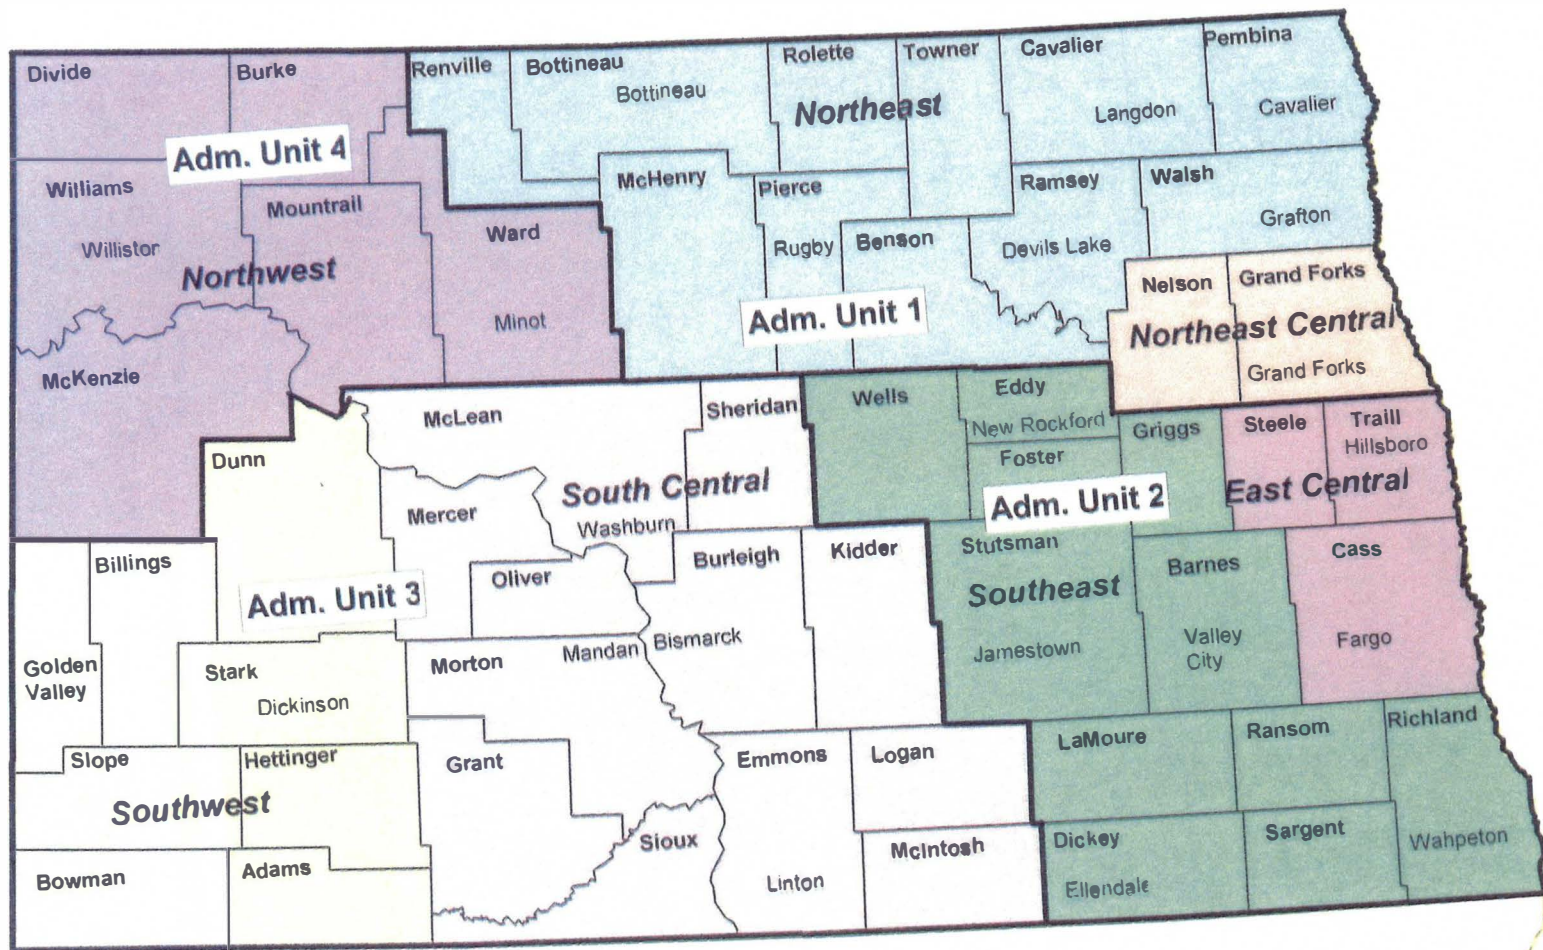 Divide
Burke
Renville
Bottineau
Bottineau
Rolette
Towner
Cavalier
Langdon
Pembina
Cavalier
Northeast
Adm. Unit 4
Williams
Willistor
Mountrail
Northwest
Ward
Minot
McHenry
Pierce
Rugby
Benson
Ramsey
Devils Lake
Walsh
Grafton
Adm. Unit 1
Nelson
Grand Forks
Northeast Central
Grand Forks
McKenzie
McLean
Sheridan
Wells
Eddy
New Rockford
Foster
Griggs
Steele
Traill
Hillsboro
East Central
Adm. Unit 2
Dunn
Mercer
South Central
Washburn
Billings
Oliver
Burleigh
Kidder
Stutsman
Southeast
Jamestown
Barnes
Valley
City
Cass
Fargo
Adm. Unit 3
Golden
Valley
Stark
Dickinson
Morton
Mandan
Bismarck
Slope
Hettinger
Southwest
Grant
Emmons
Logan
LaMoure
Ransom
Richland
Bowman
Adams
Sioux
Linton
McIntosh
Dickey
Ellendale
Sargent
Wahpeton